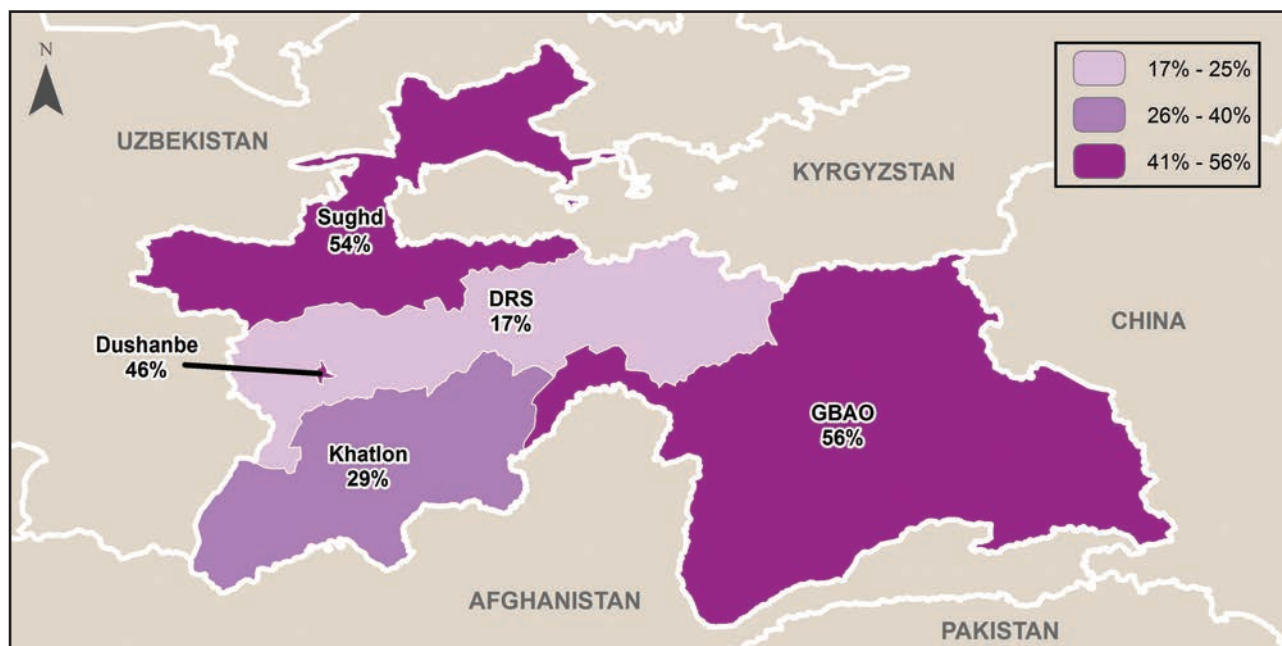 N
17% - 25%
26% - 40%
41% - 56%
UZBEKISTAN
KYRGYZSTAN
Sughd
54%
DRS
17%
CHINA
Dushanbe
46%
GBAO
56%
Khatlon
29%
AFGHANISTAN
PAKISTAN